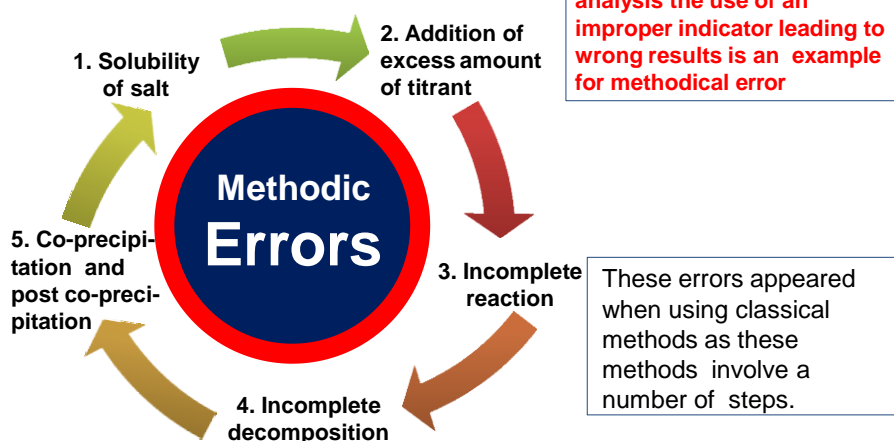 analysis the use of an
improper indicator leading to
wrong results is an example
for methodical error
1. Solubility
of salt
2. Addition of
excess amount
of titrant
Methodic
Errors
3. Incomplete
reaction
These errors appeared
when using classical
methods as these
methods involve a
number of steps.
4. Incomplete
decomposition
5. Co-precipi-
tation and
post co-preci-
pitation